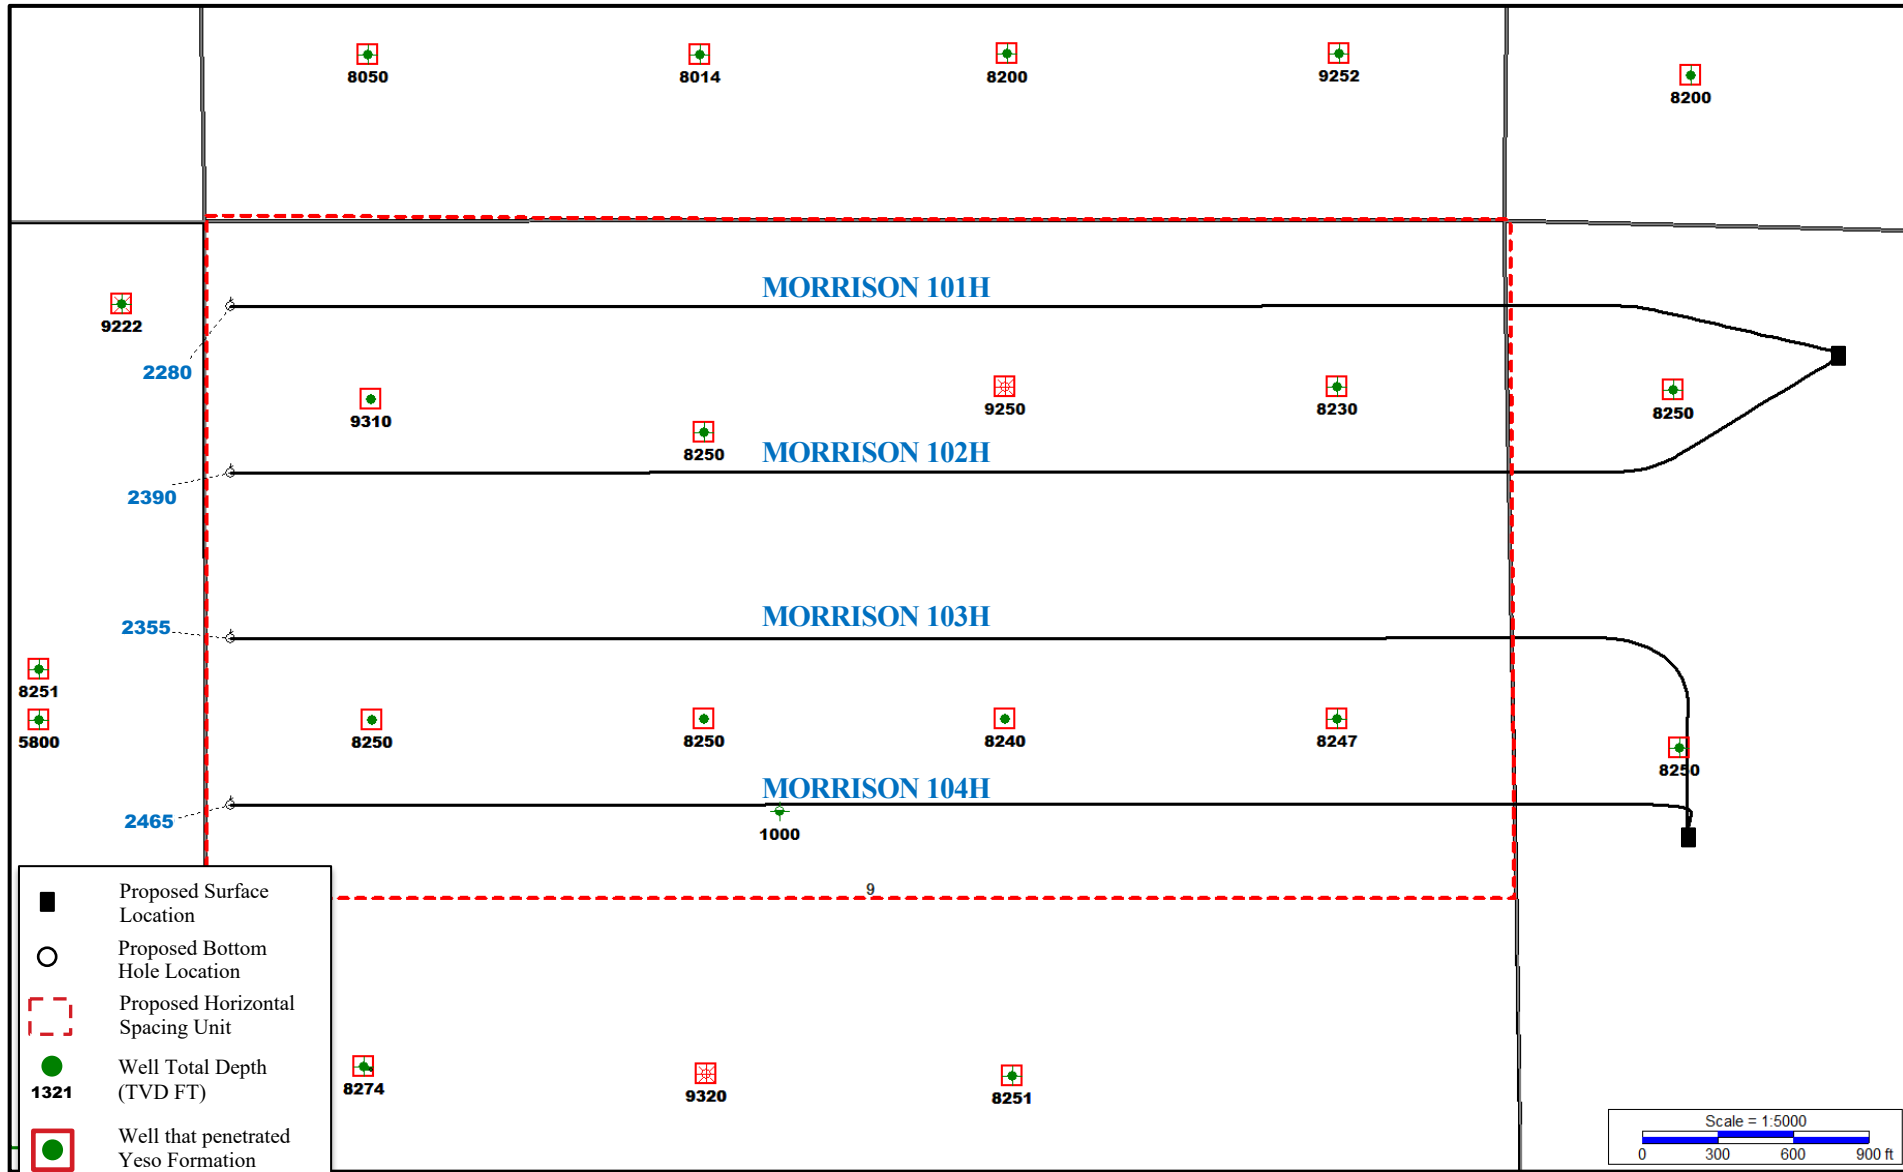 8050
8014
8200
9252
8200
MORRISON 101H
9222
2280
9310
9250
8230
8250
8250
MORRISON 102H
2390
MORRISON 103H
2355
8251
5800
8250
8250
8240
8247
8250
MORRISON 104H
2465
1000
9
Proposed Surface
Location
Proposed Bottom
Hole Location
Proposed Horizontal
Spacing Unit
Well Total Depth
1321 (TVD FT)
Well that penetrated
Yeso Formation
8274
9320
8251
Scale = 1:5000
0 300 600 900 ft